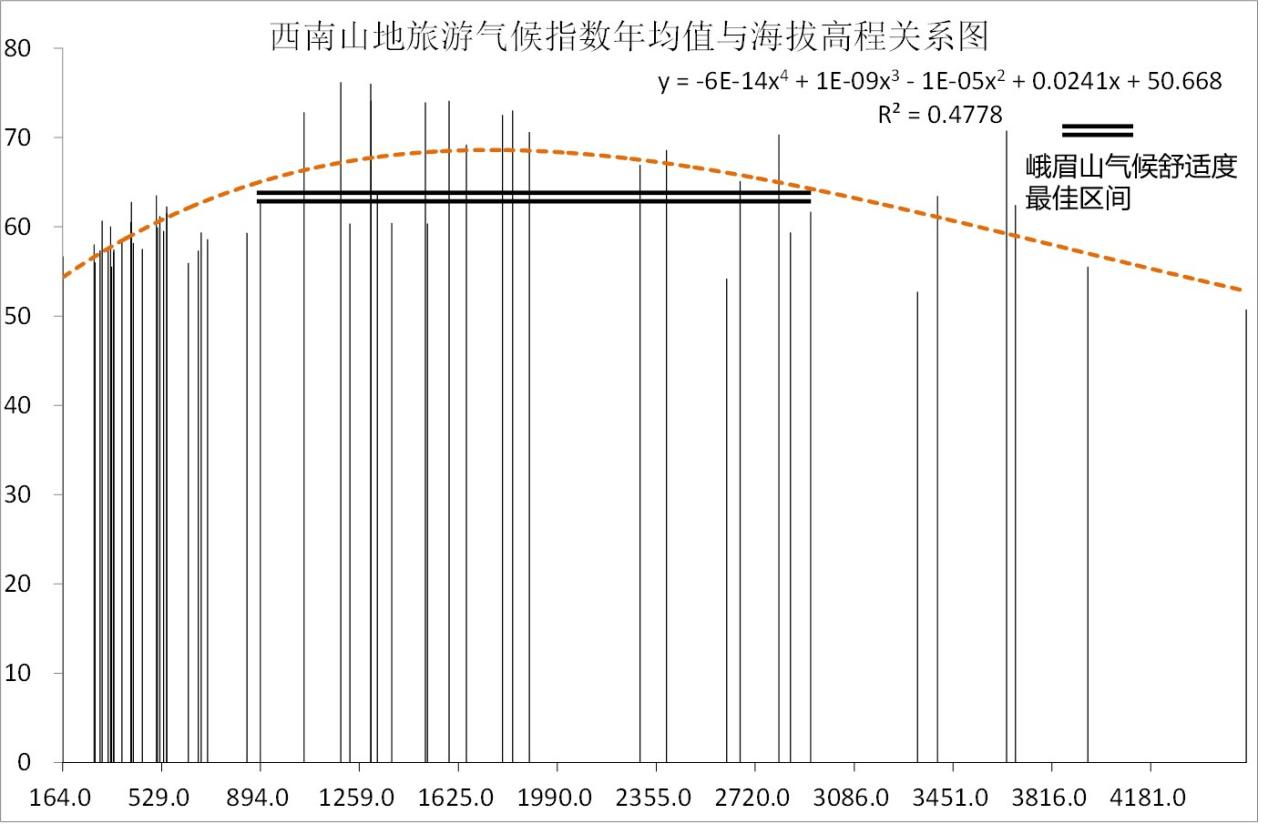 西南山地旅游气候指数年均值与海拔高程关系图
y = -6E-14x⁴ + 1E-09x³ - 1E-05x² + 0.0241x + 50.668
R² = 0.4778
峨眉山气候舒适度
最佳区间
80
70
60
50
40
30
20
10
0
164.0 529.0 894.0 1259.0 1625.0 1990.0 2355.0 2720.0 3086.0 3451.0 3816.0 4181.0